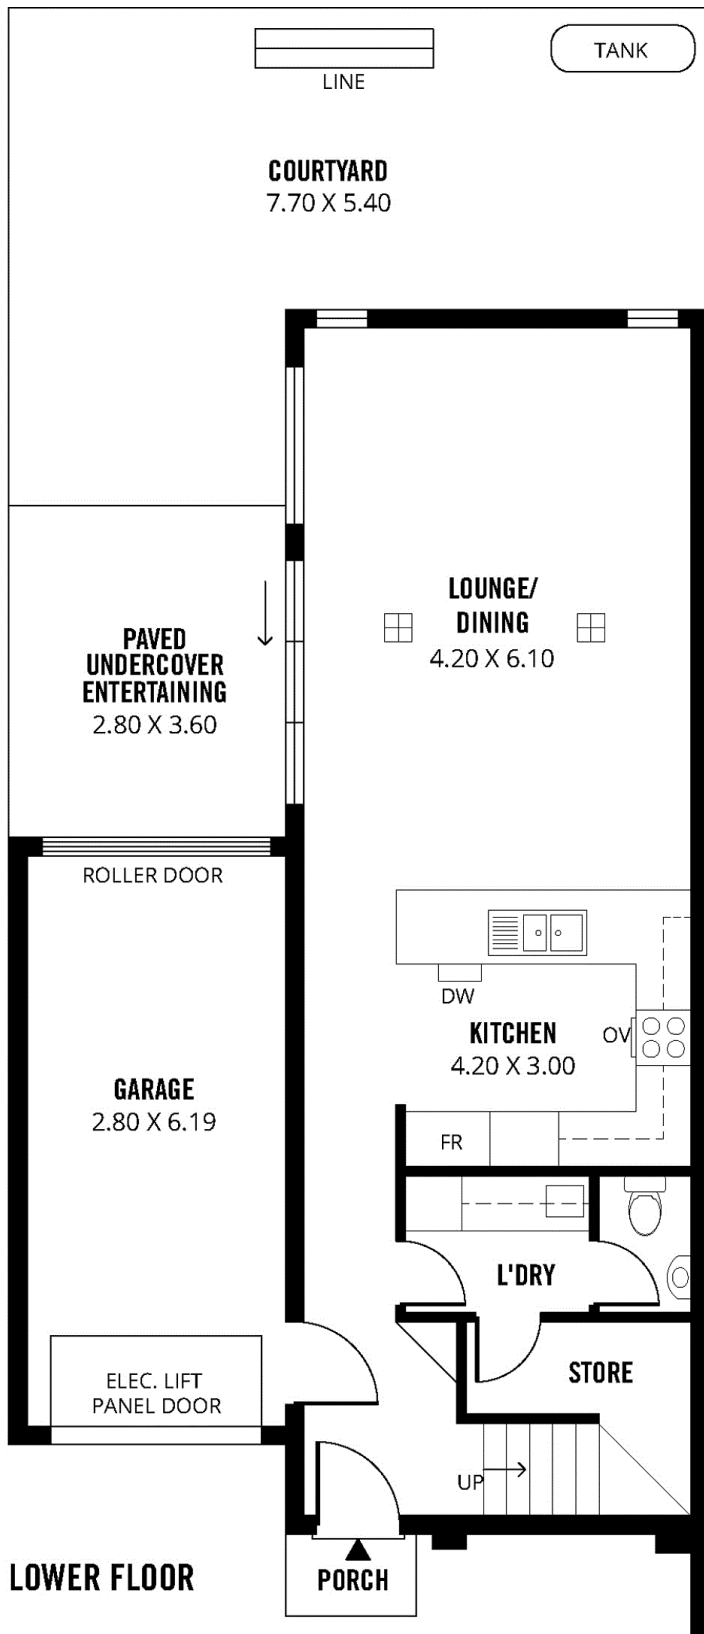 TANK
LINE
COURTYARD
7.70 X 5.40
LOUNGE/
DINING
4.20 X 6.10
PAVED
UNDERCOVER
ENTERTAINING
2.80 X 3.60
ROLLER DOOR
DW
KITCHEN
OV
4.20 X 3.00
GARAGE
2.80 X 6.19
FR
L'DRY
STORE
ELEC. LIFT
PANEL DOOR
UP
LOWER FLOOR
PORCH